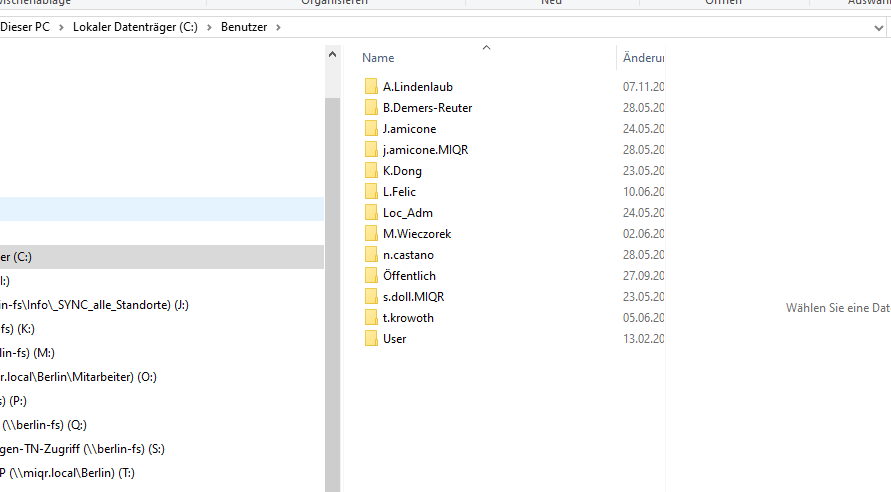 Organisieren
Neu
Öffnen
Dieser PC > Lokaler Datenträger (C:) > Benutzer >
Name
A.Lindenlaub 07.11.20
B.Demers-Reuter 28.05.20
J.amicone 24.05.20
j.amicone.MIQR 28.05.20
K.Dong 23.05.20
L.Felic 10.06.20
Loc_Adm 24.05.20
M.Wieczorek 02.06.20
n.castano 28.05.20
Öffentlich 27.09.20
s.doll.MIQR 23.05.20
t.krowoth 05.06.20
User 13.02.20
er (C:)
I:)
in-fs\Info\_SYNC_alle_Standorte) (J:)
fs) (K:)
lin-fs) (M:)
r.local\Berlin\Mitarbeiter) (O:)
s) (P:)
(\\berlin-fs) (Q:)
gen-TN-Zugriff (\\berlin-fs) (S:)
P (\\miqr.local\Berlin) (T:)
Wählen Sie eine Dat